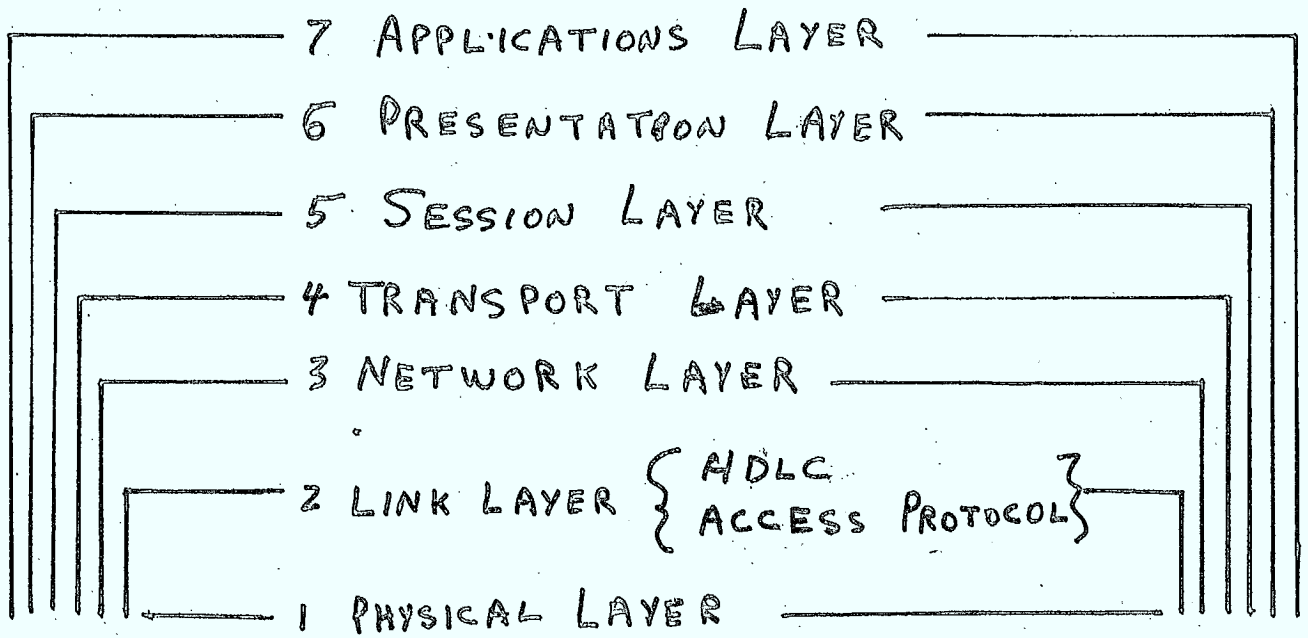 7 APPLICATIONS LAYER
6 PRESENTATION LAYER
5 SESSION LAYER
4 TRANSPORT LAYER
3 NETWORK LAYER
2 LINK LAYER { HDLC
ACCESS PROTOCOL }
1 PHYSICAL LAYER